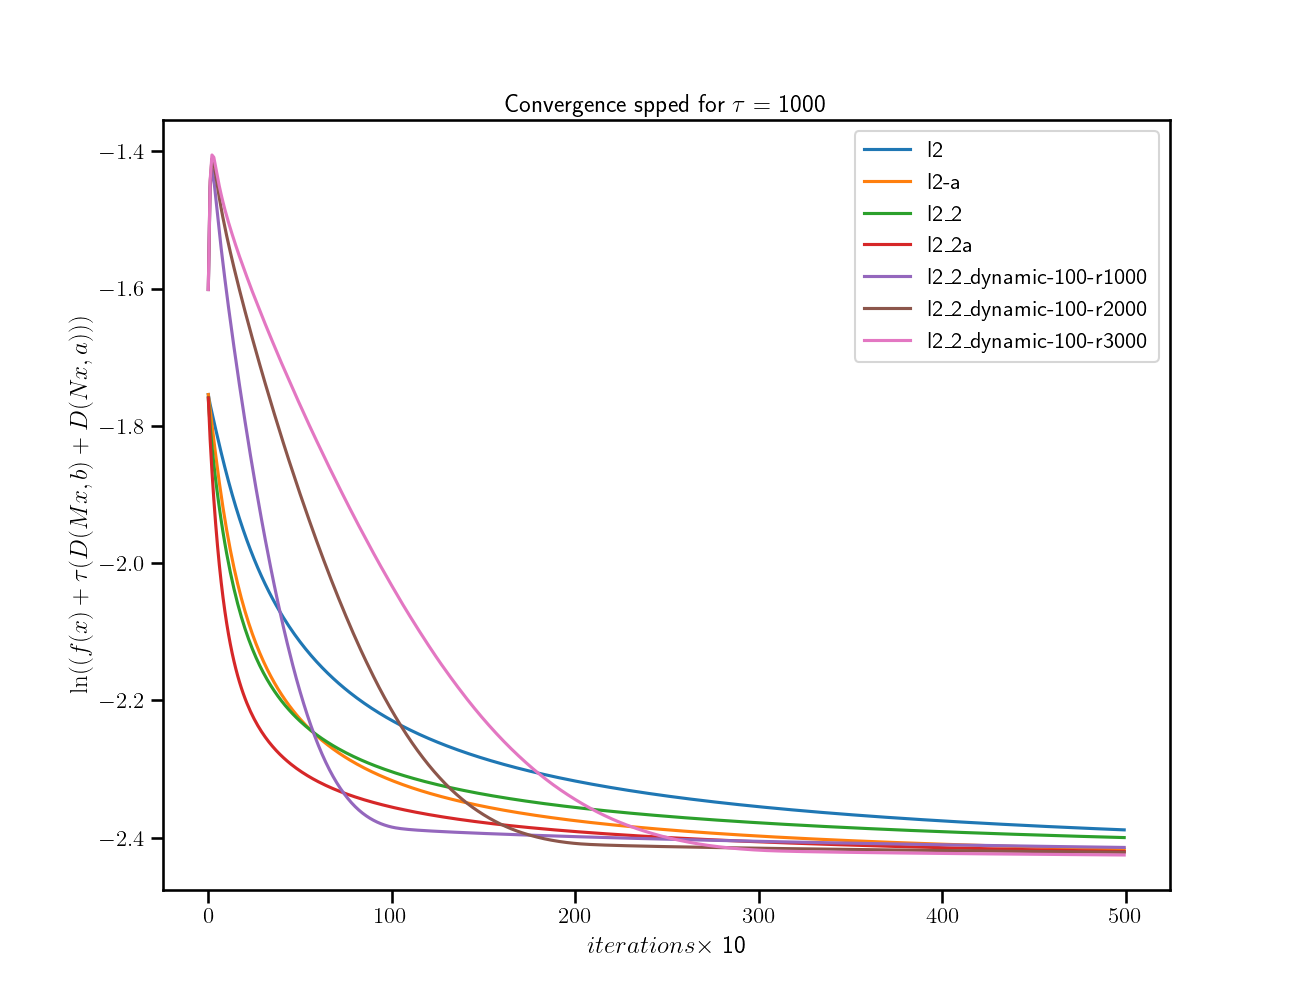 Convergence spped for τ = 1000
ln((f(x) + τ(D(Mx, b) + D(Nx, a)))
−1.4
−1.6
−1.8
−2.0
−2.2
−2.4
l2
l2-a
l2_2
l2_2a
l2_2_dynamic-100-r1000
l2_2_dynamic-100-r2000
l2_2_dynamic-100-r3000
0 100 200 300 400 500
iterations× 10